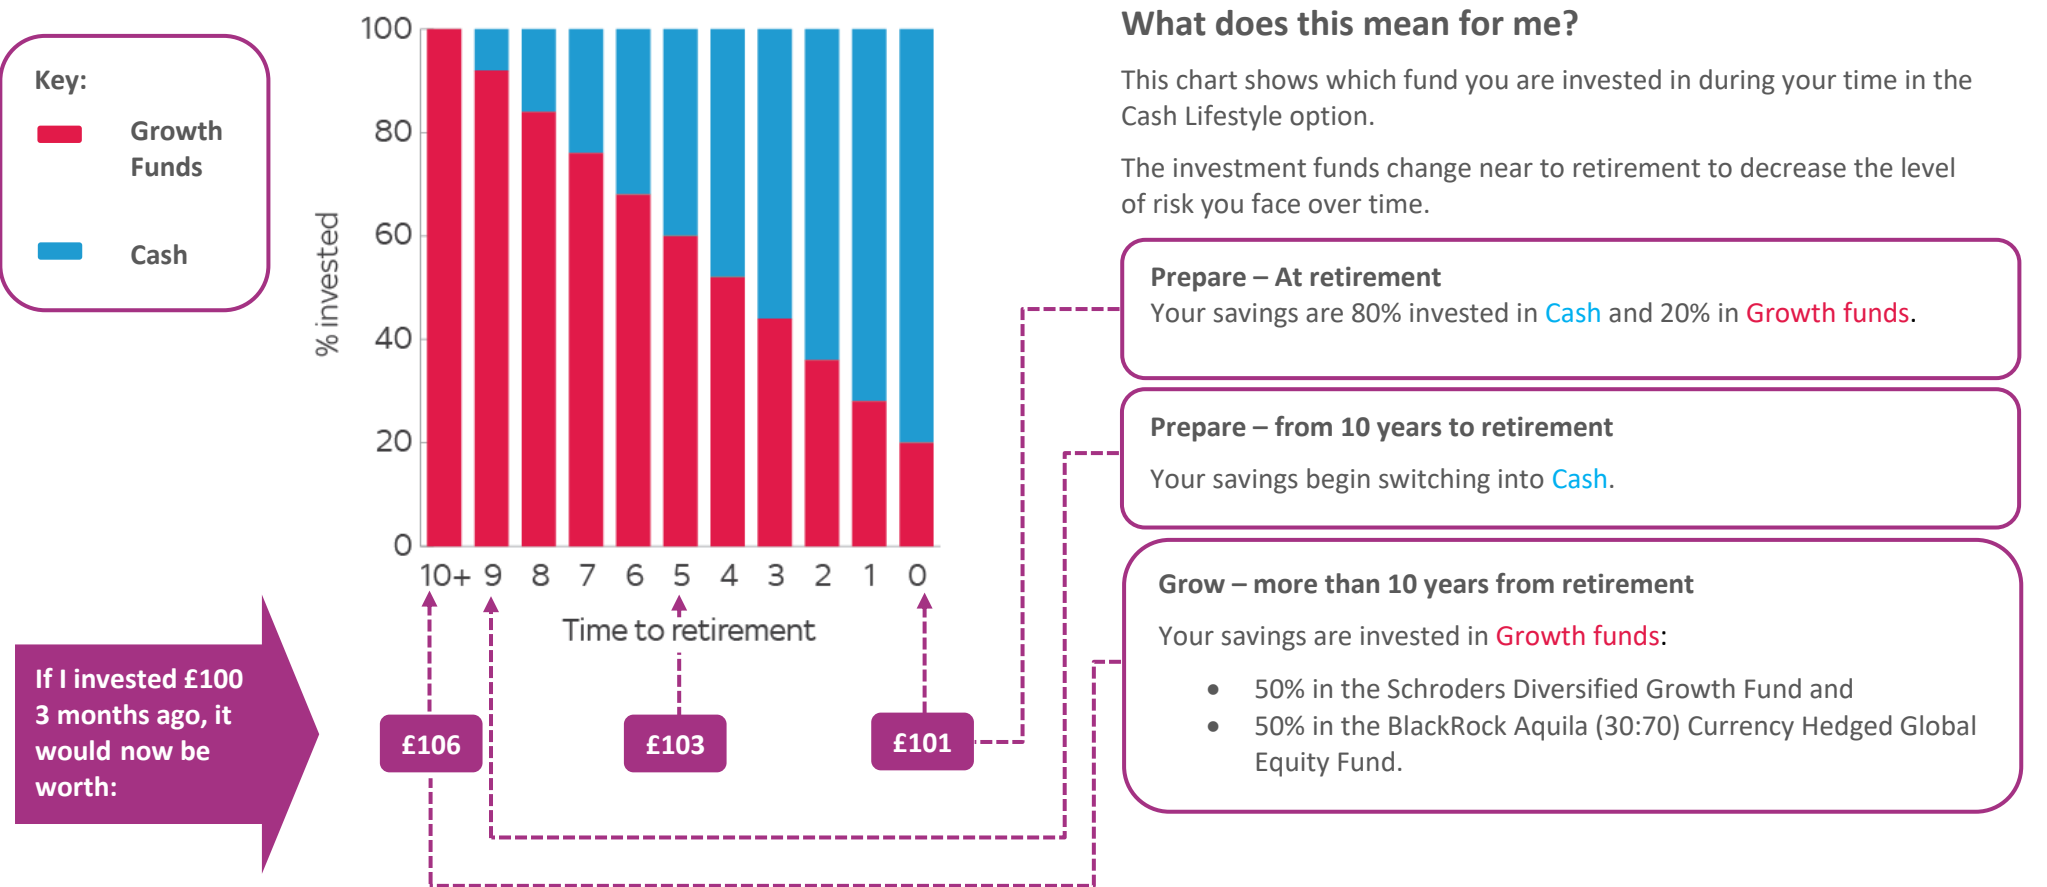 Key:
Growth
Funds
Cash
100
80
60
40
20
0
% invested
10+ 9 8 7 6 5 4 3 2 1 0
Time to retirement
If I invested £100
3 months ago, it
would now be
worth:
£106
£103
£101
What does this mean for me?
This chart shows which fund you are invested in during your time in the
Cash Lifestyle option.
The investment funds change near to retirement to decrease the level
of risk you face over time.
Prepare – At retirement
Your savings are 80% invested in Cash and 20% in Growth funds.
Prepare – from 10 years to retirement
Your savings begin switching into Cash.
Grow – more than 10 years from retirement
Your savings are invested in Growth funds:
• 50% in the Schroders Diversified Growth Fund and
• 50% in the BlackRock Aquila (30:70) Currency Hedged Global
Equity Fund.